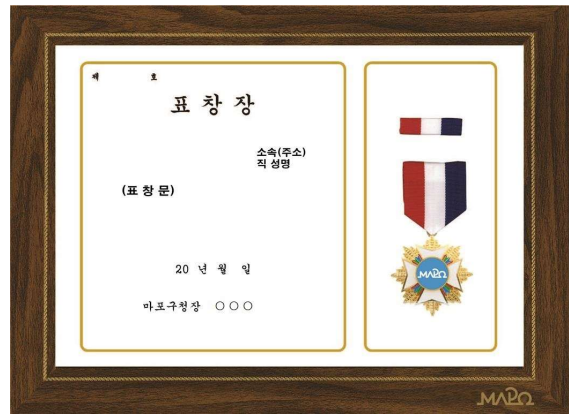 제 호
표 창 장
소속(주소)
직 성명
(표 창 문)
20 년 월 일
마포구청장 ○○○
MAPO
MAPO